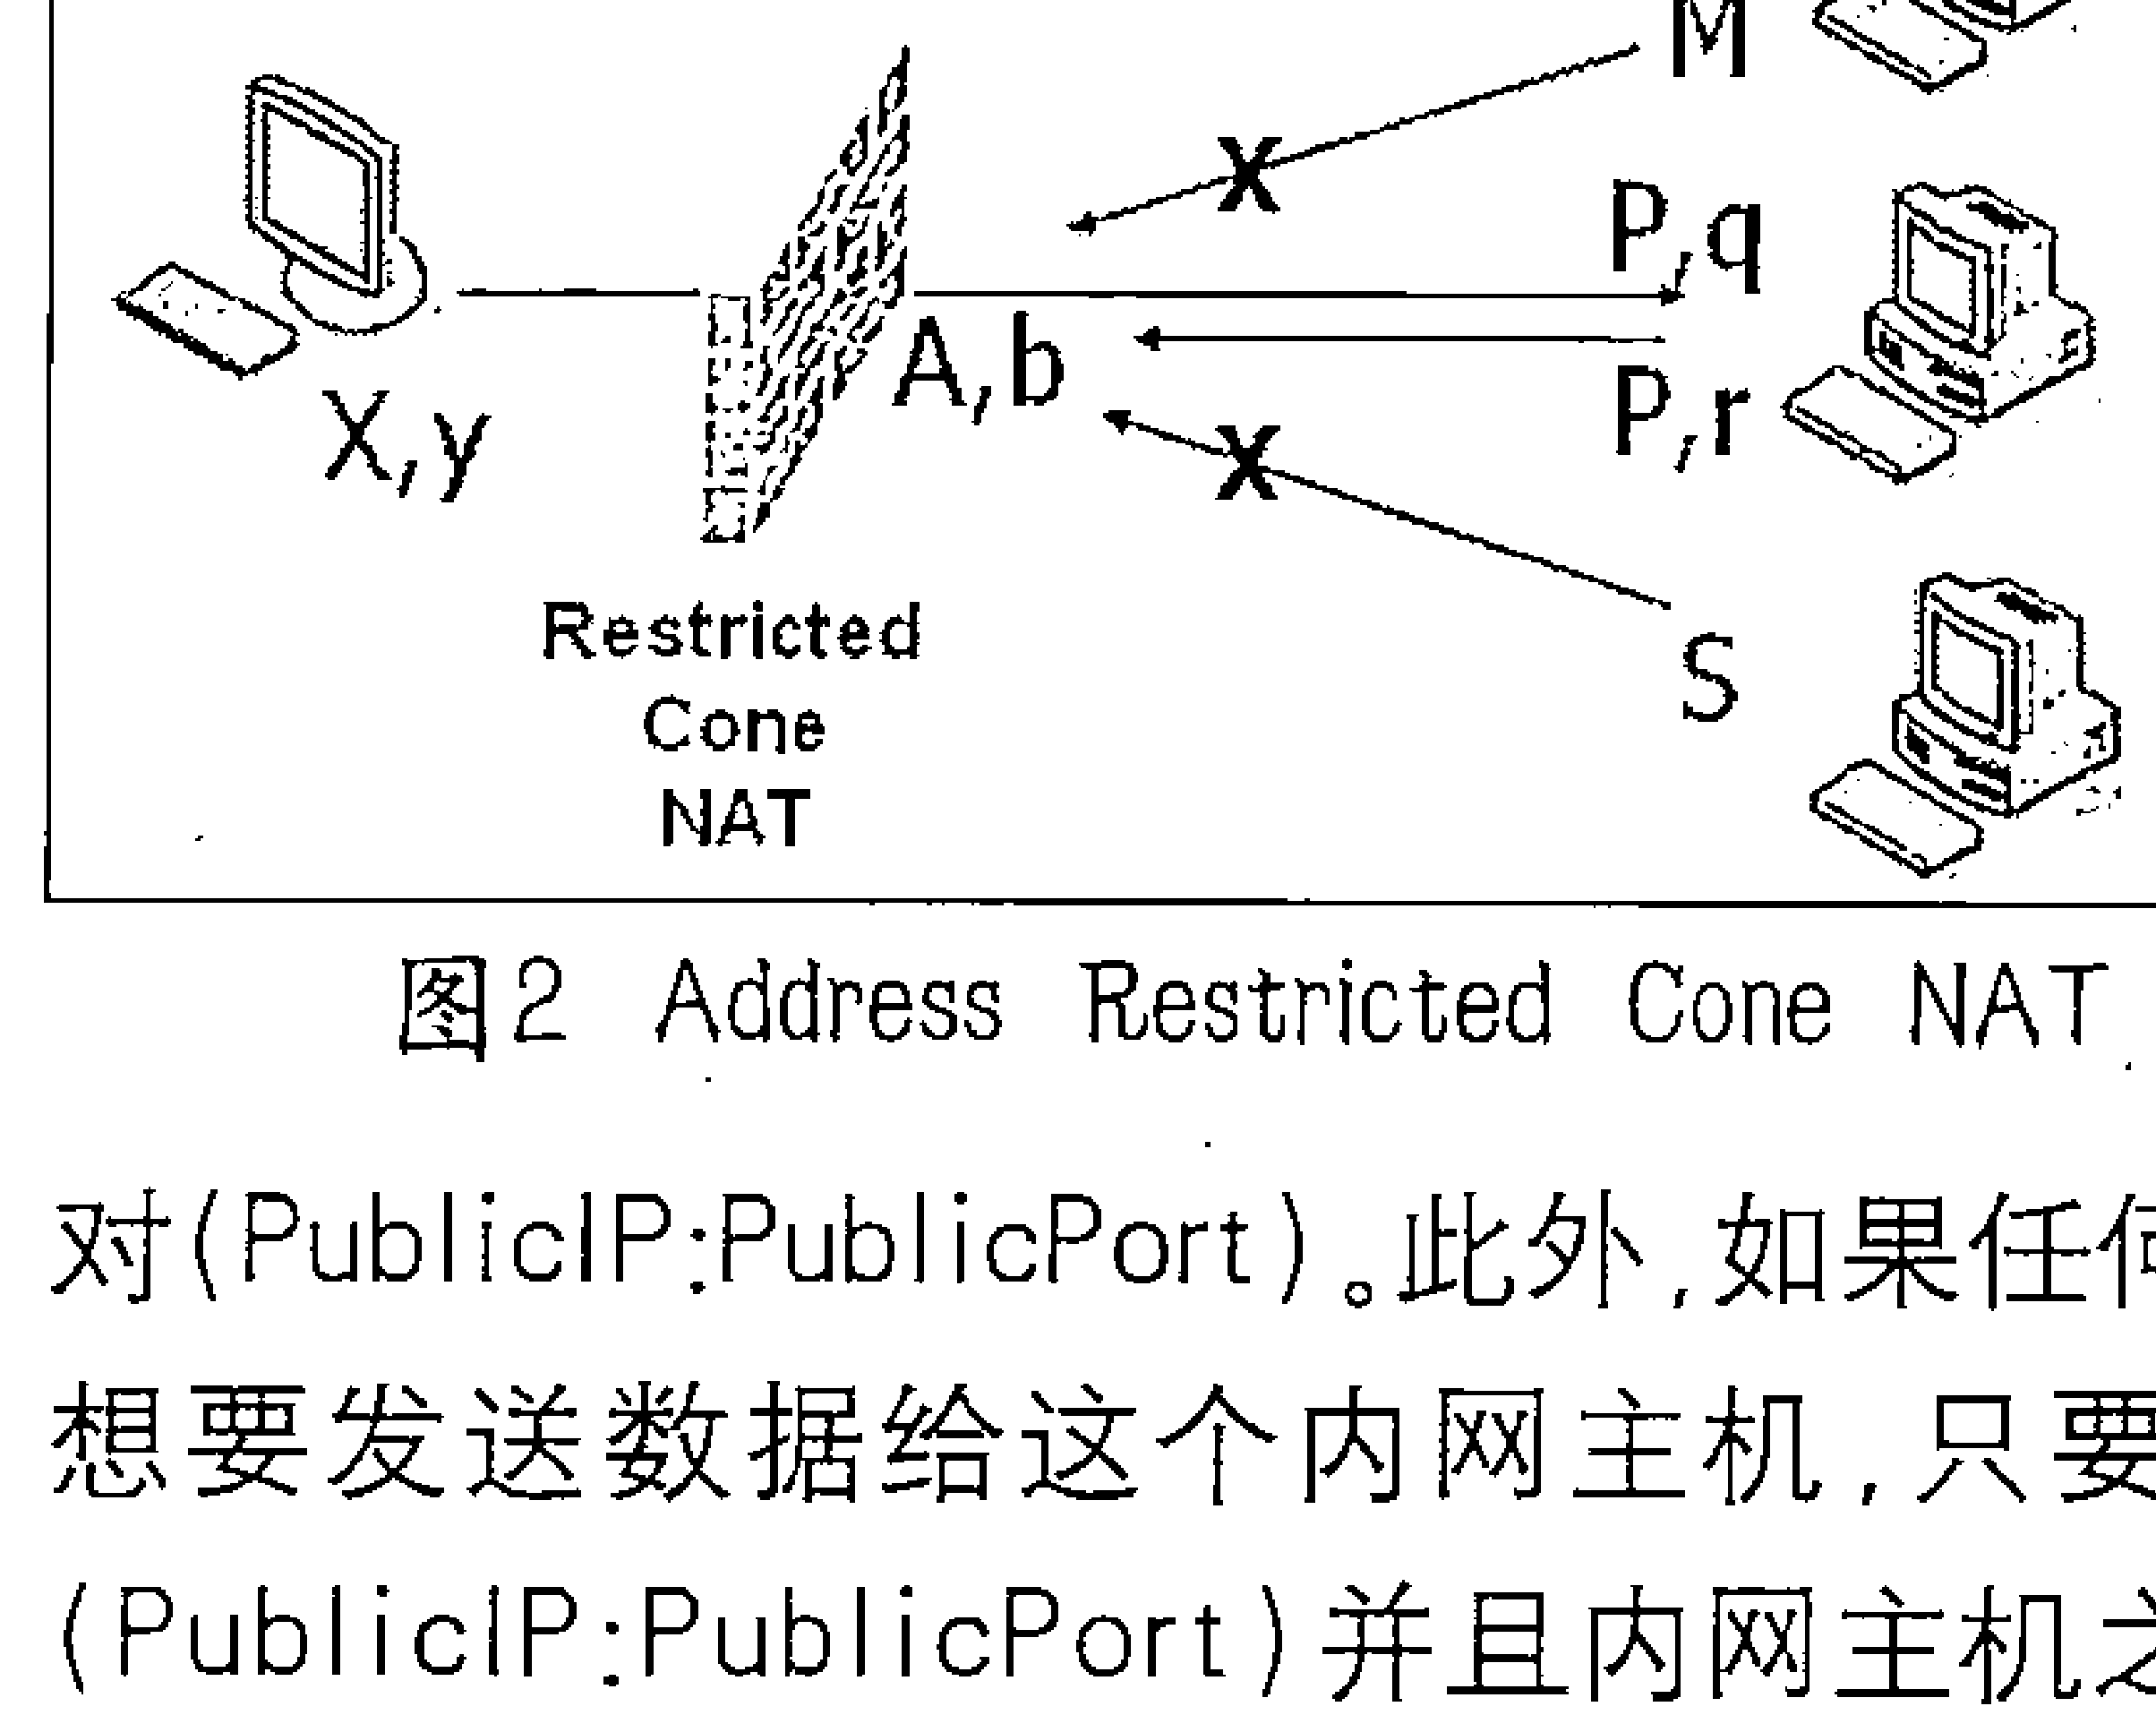 M
X
P,q
A,b
P,r
X,y
X
Restricted
Cone
NAT
S
图2 Address Restricted Cone NAT
对(PublicIP:PublicPort)。此外,如果任何
想要发送数据给这个内网主机,只要
(PublicIP:PublicPort)并且内网主机之